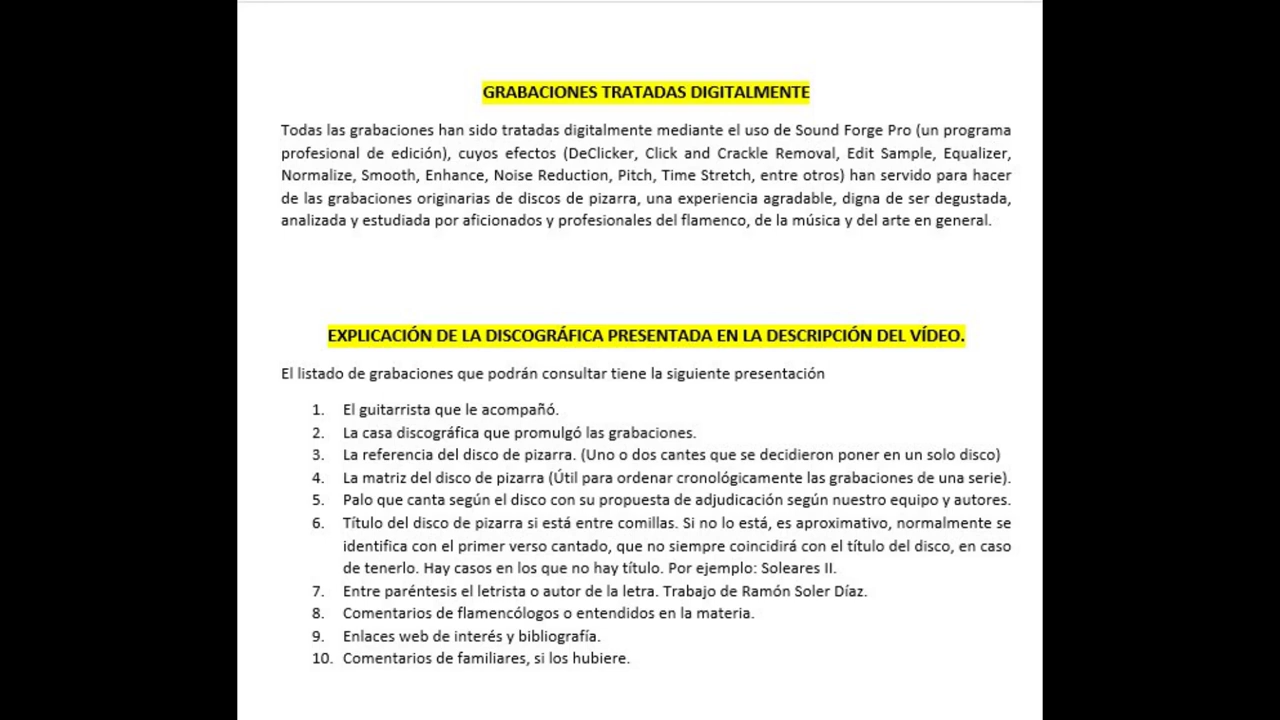 GRABACIONES TRATADAS DIGITALMENTE
Todas las grabaciones han sido tratadas digitalmente mediante el uso de Sound Forge Pro (un programa
profesional de edición), cuyos efectos (DeClicker, Click and Crackle Removal, Edit Sample, Equalizer,
Normalize, Smooth, Enhance, Noise Reduction, Pitch, Time Stretch, entre otros) han servido para hacer
de las grabaciones originarias de discos de pizarra, una experiencia agradable, digna de ser degustada,
analizada y estudiada por aficionados y profesionales del flamenco, de la música y del arte en general.
EXPLICACIÓN DE LA DISCOGRÁFICA PRESENTADA EN LA DESCRIPCIÓN DEL VÍDEO.
El listado de grabaciones que podrán consultar tiene la siguiente presentación
1. El guitarrista que le acompañó.
2. La casa discográfica que promulgó las grabaciones.
3. La referencia del disco de pizarra. (Uno o dos cantes que se decidieron poner en un solo disco)
4. La matriz del disco de pizarra (Útil para ordenar cronológicamente las grabaciones de una serie).
5. Palo que canta según el disco con su propuesta de adjudicación según nuestro equipo y autores.
6. Título del disco de pizarra si está entre comillas. Si no lo está, es aproximativo, normalmente se
identifica con el primer verso cantado, que no siempre coincidirá con el título del disco, en caso
de tenerlo. Hay casos en los que no hay título. Por ejemplo: Soleares II.
7. Entre paréntesis el letrista o autor de la letra. Trabajo de Ramón Soler Díaz.
8. Comentarios de flamencólogos o entendidos en la materia.
9. Enlaces web de interés y bibliografía.
10. Comentarios de familiares, si los hubiere.